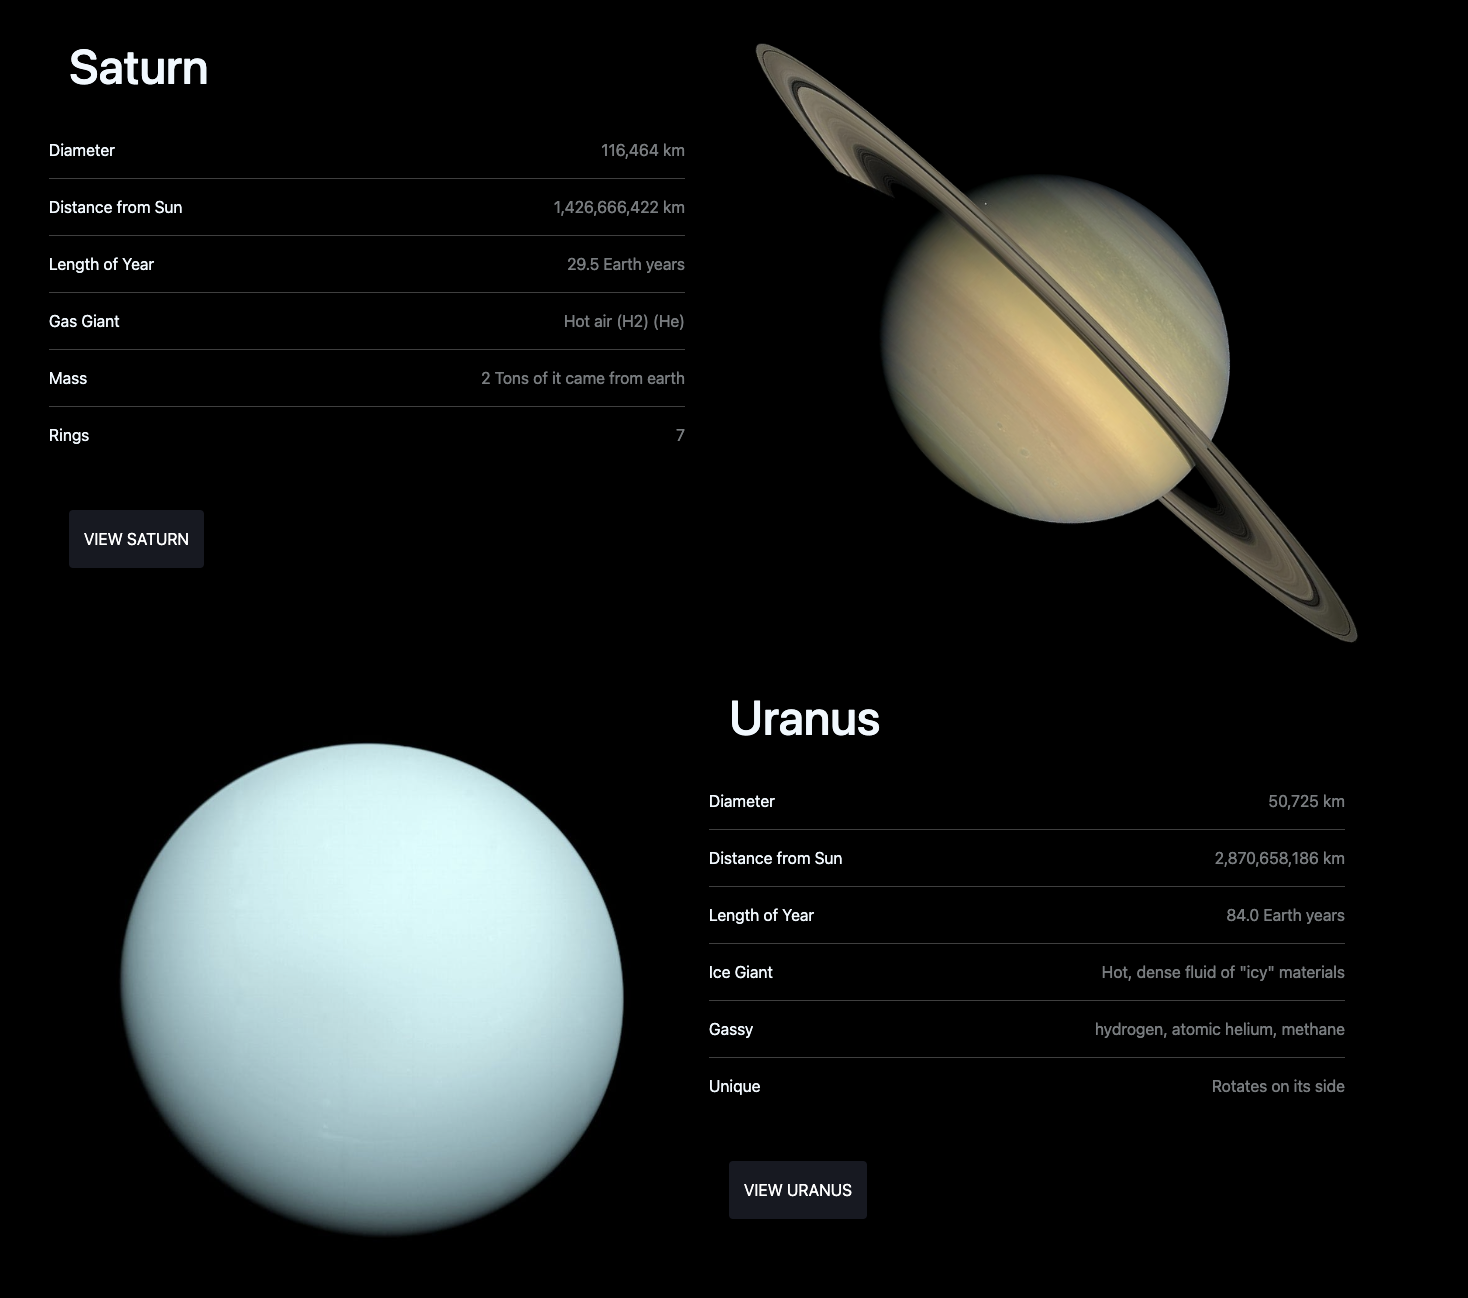 Saturn
Diameter 116,464 km
Distance from Sun 1,426,666,422 km
Length of Year 29.5 Earth years
Gas Giant Hot air (H2) (He)
Mass 2 Tons of it came from earth
Rings 7
VIEW SATURN
Uranus
Diameter 50,725 km
Distance from Sun 2,870,658,186 km
Length of Year 84.0 Earth years
Ice Giant Hot, dense fluid of "icy" materials
Gassy hydrogen, atomic helium, methane
Unique Rotates on its side
VIEW URANUS